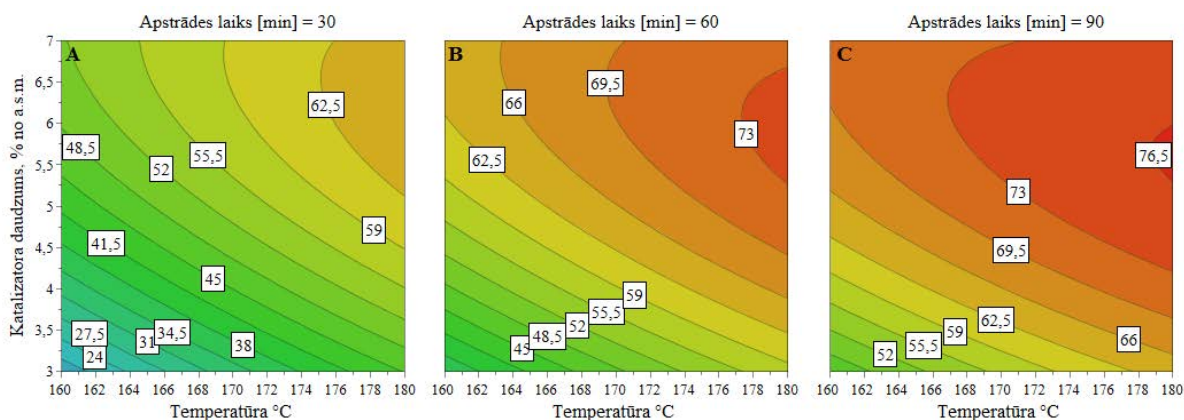 Apstrādes laiks [min] = 30
Apstrādes laiks [min] = 60
Apstrādes laiks [min] = 90
Katalizatora daudzums, % no a.s.m.
7
6,5
6
5,5
5
4,5
4
3,5
3
A
62,5
48,5
52
55,5
59
41,5
45
27,5
31
34,5
38
24
160 162 164 166 168 170 172 174 176 178 180
Temperatūra °C
B
66
69,5
73
62,5
59
55,5
52
48,5
45
160 162 164 166 168 170 172 174 176 178 180
Temperatūra °C
C
76,5
73
69,5
62,5
59
55,5
52
66
160 162 164 166 168 170 172 174 176 178 180
Temperatūra °C